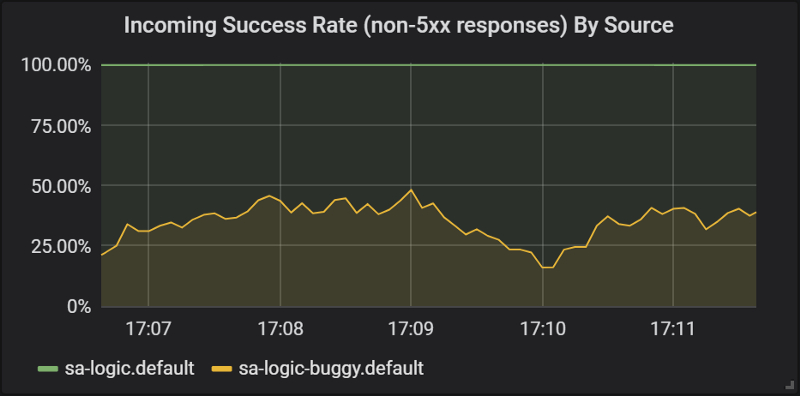 Incoming Success Rate (non-5xx responses) By Source
100.00%
75.00%
50.00%
25.00%
0%
17:07 17:08 17:09 17:10 17:11
sa-logic.default sa-logic-buggy.default